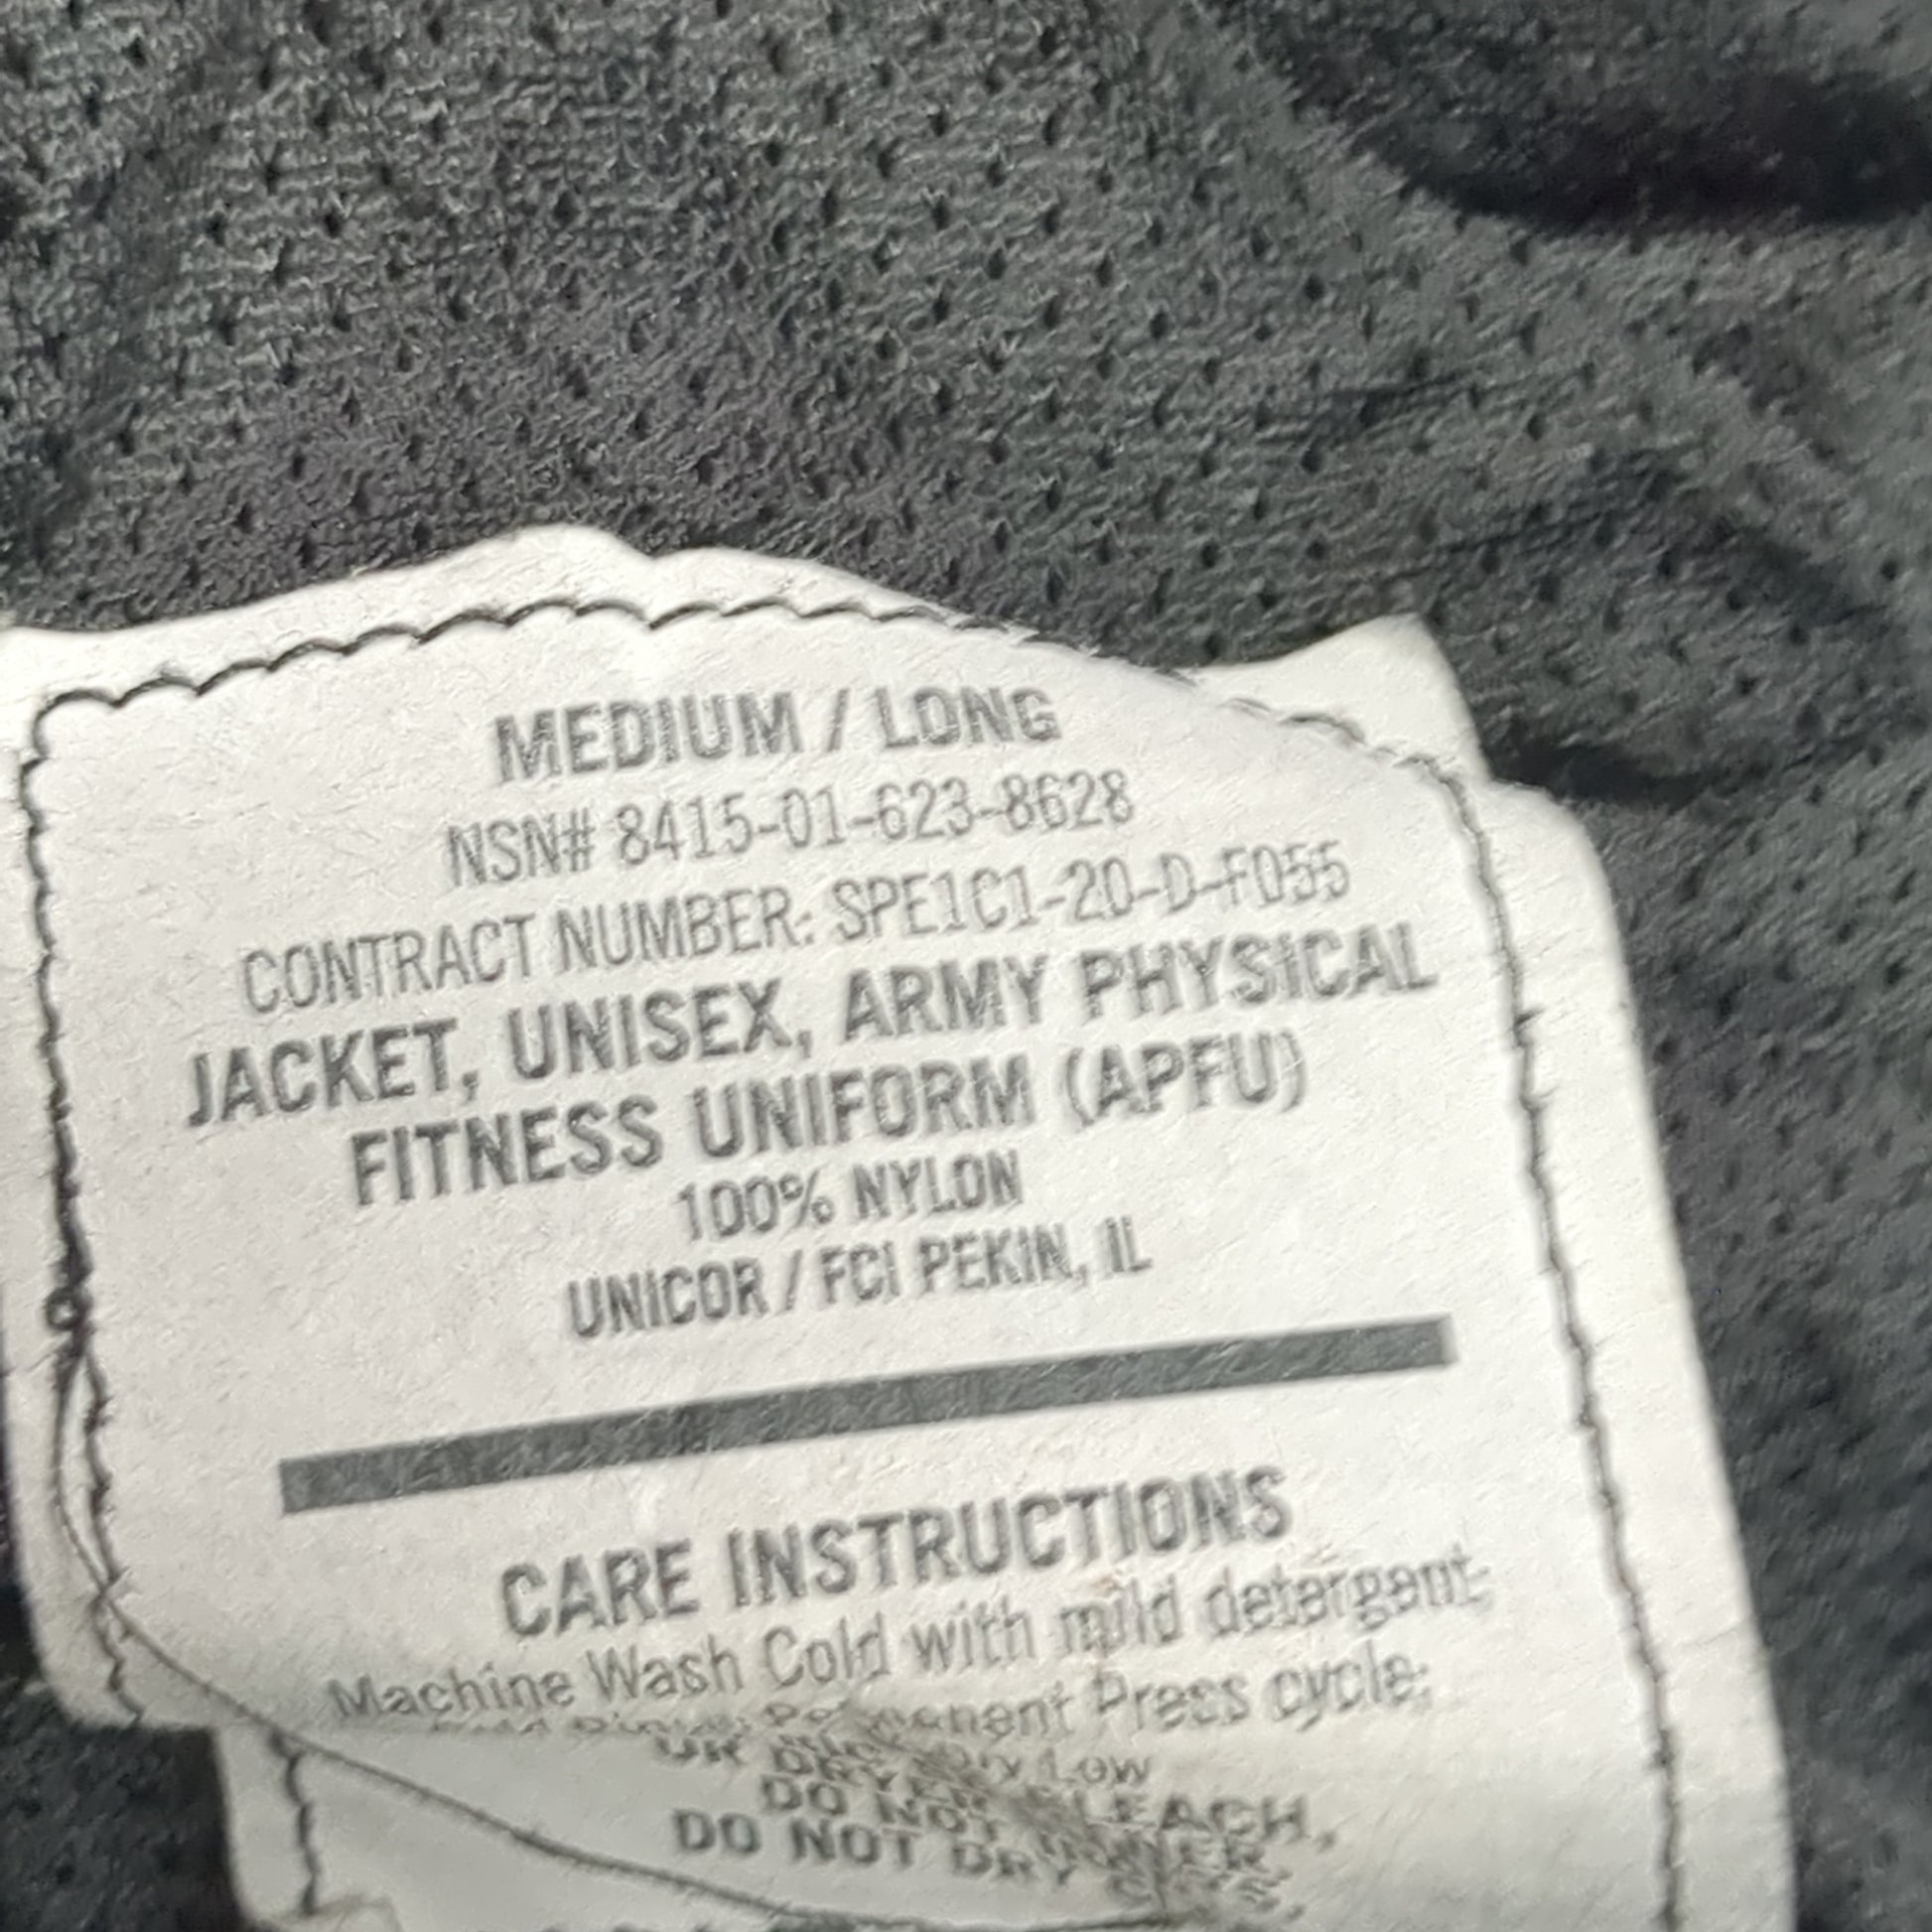 MEDIUM / LONG
NSN# 8415-01-623-8628
CONTRACT NUMBER: SPE1C1-20-D-F055
JACKET, UNISEX, ARMY PHYSICAL
FITNESS UNIFORM (APFU)
100% NYLON
UNICOR / FCI PEKIN, IL
CARE INSTRUCTIONS
Machine Wash Cold with mild detergent;
Press cycle;
Low
DO NOT
DO NOT DRY